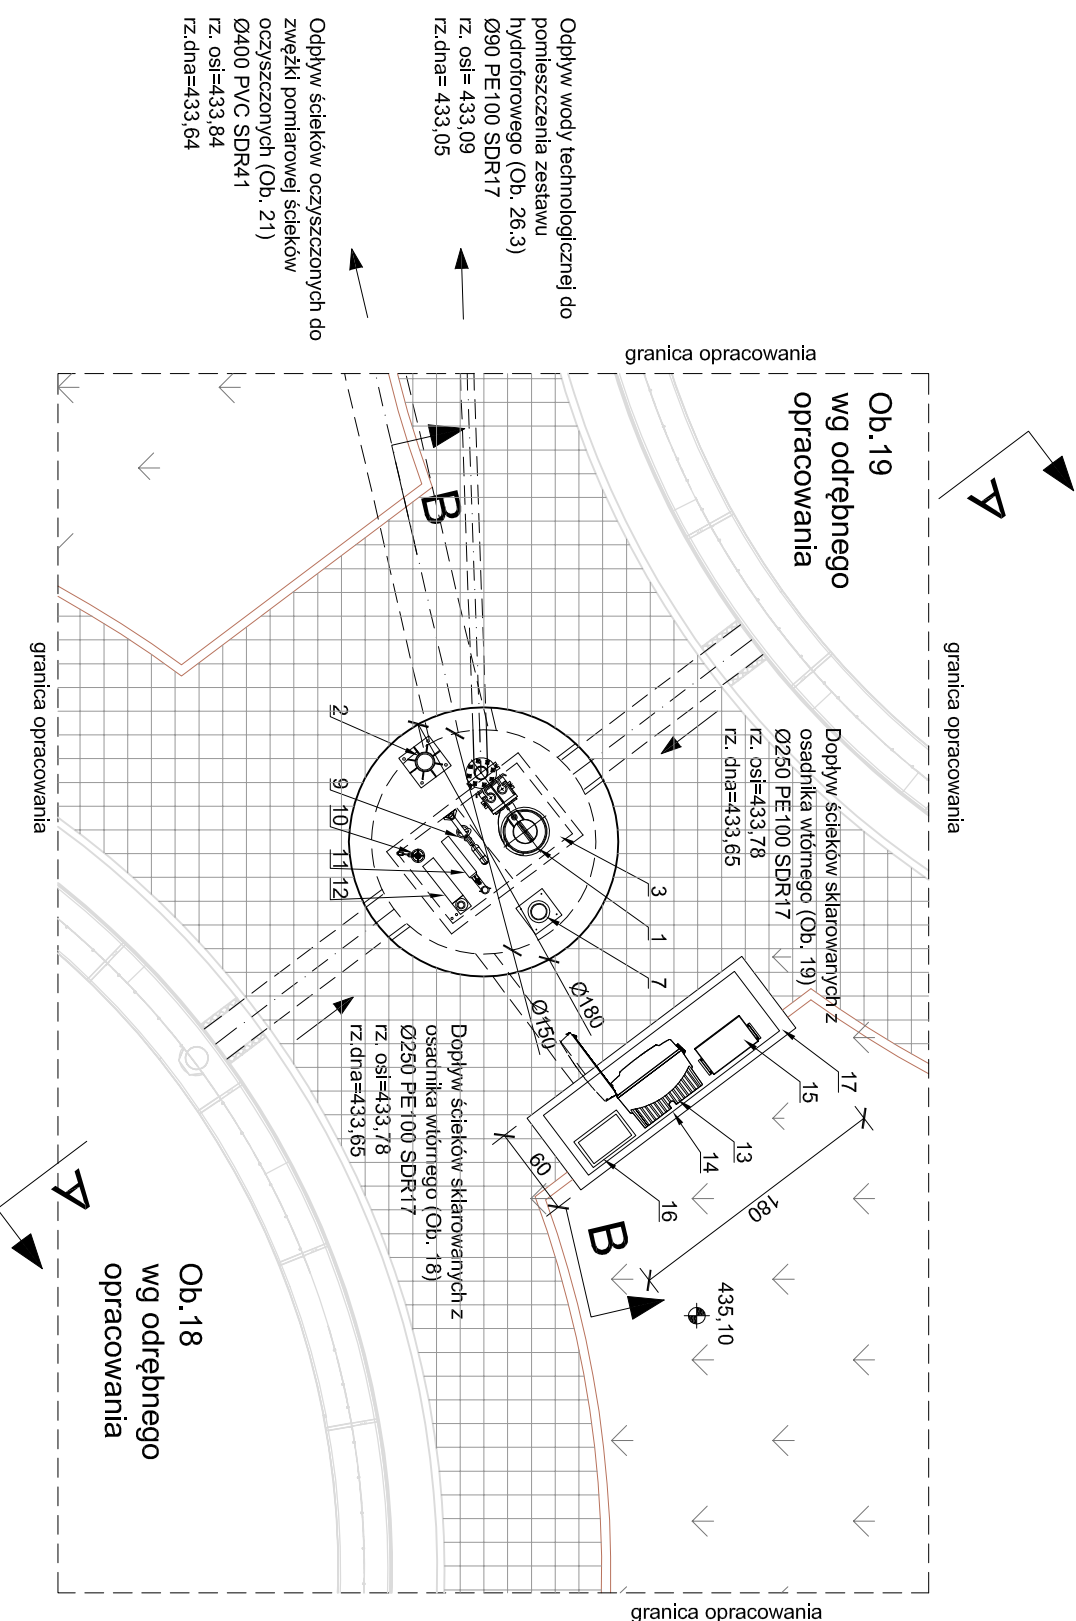 Odpływ wody technologicznej do
pomieszczenia zestawu
hydroforowego (Ob. 26.3)
Ø90 PE100 SDR17
rz. osi= 433,09
rz.dna= 433,05
Odpływ ścieków oczyszczonych do
zwężki pomiarowej ścieków
oczyszczonych (Ob. 21)
Ø400 PVC SDR41
rz. osi=433,84
rz.dna=433,64
granica opracowania
Ob.19
wg odrębnego
opracowania
A
B
granica opracowania
granica opracowania
Dopływ ścieków sklarowanych z
osadnika wtórnego (Ob. 19)
Ø250 PE100 SDR17
rz. osi=433,78
rz. dna=433,65
2
9
10
11
12
3
1
7
Ø180
Ø150
17
15
13
14
16
60
180
Dopływ ścieków sklarowanych z
osadnika wtórnego (Ob. 18)
Ø250 PE100 SDR17
rz. osi=433,78
rz.dna=433,65
B
435,10
A
Ob.18
wg odrębnego
opracowania
granica opracowania